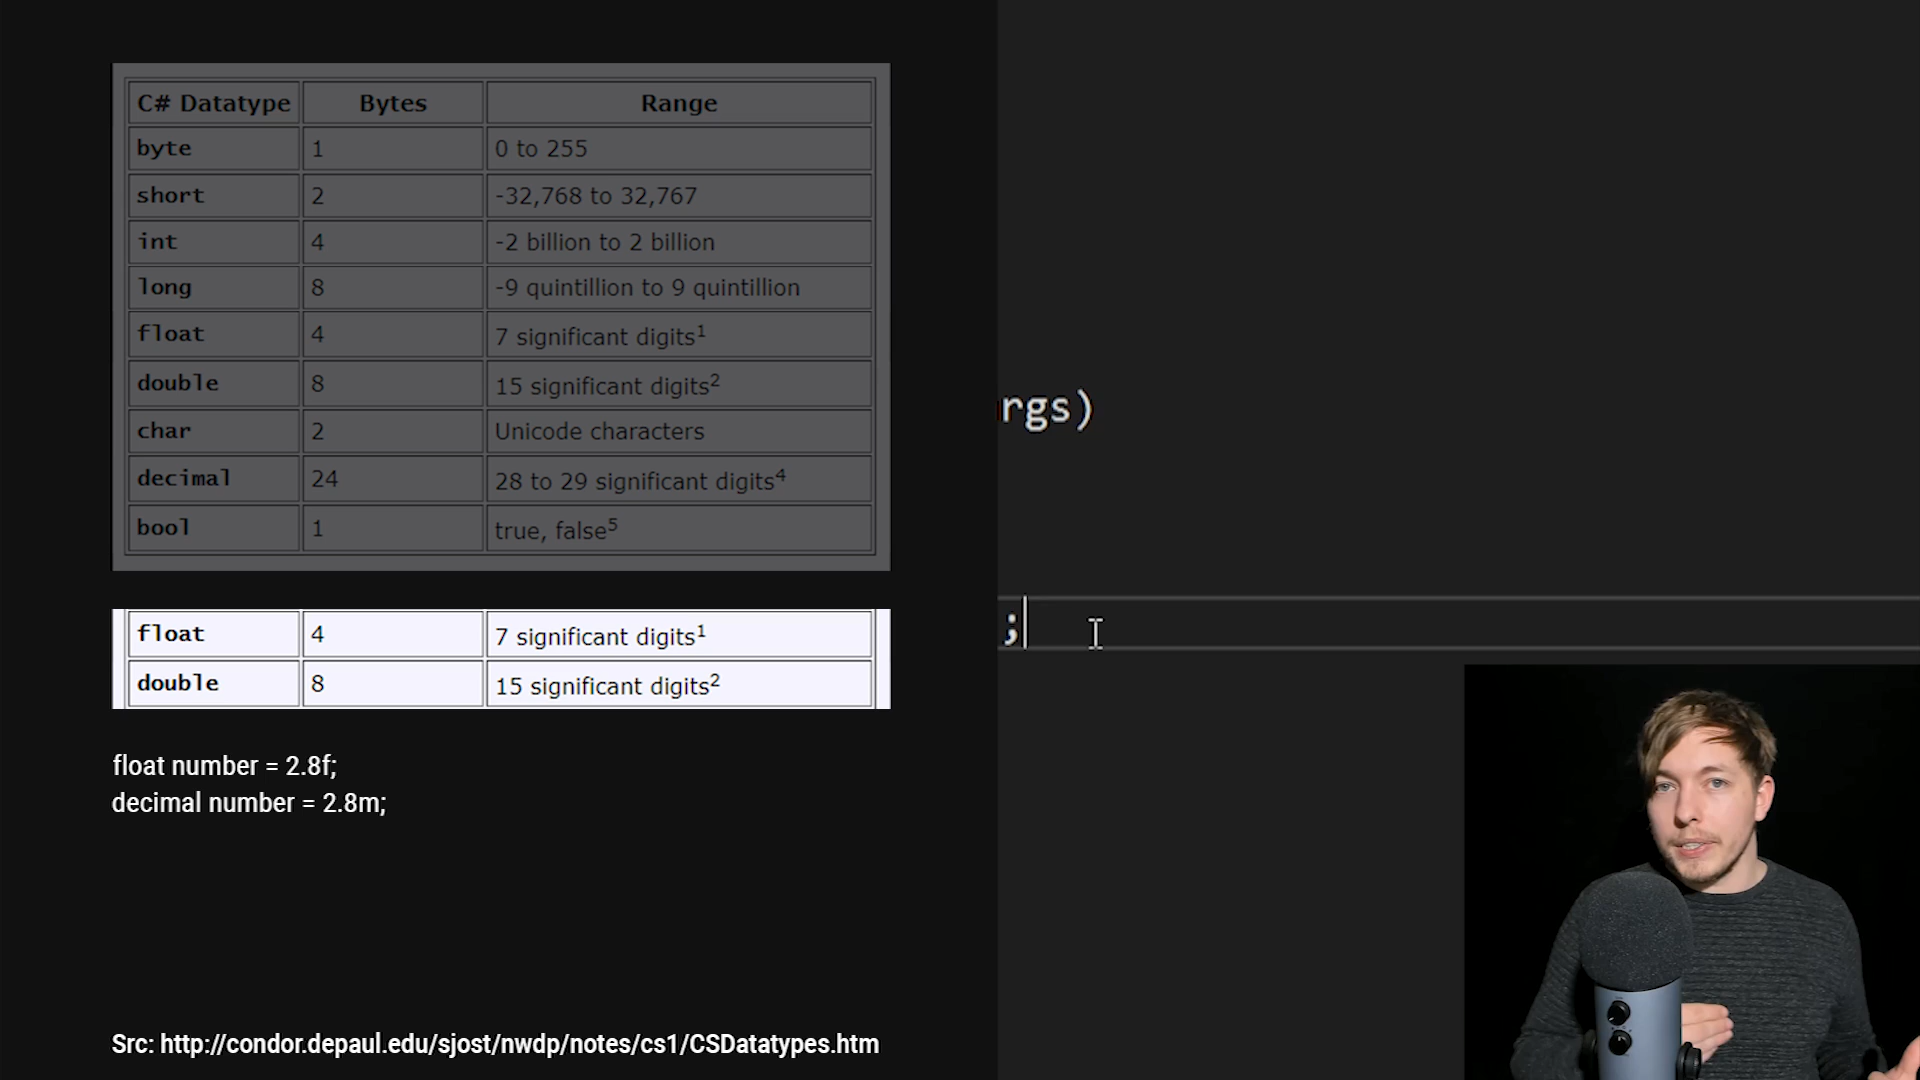 C# Datatype Bytes Range
byte 1 0 to 255
short 2 -32,768 to 32,767
int 4 -2 billion to 2 billion
long 8 -9 quintillion to 9 quintillion
float 4 7 significant digits¹
double 8 15 significant digits²
char 2 Unicode characters
decimal 24 28 to 29 significant digits⁴
bool 1 true, false⁵
rgs)
;
float 4 7 significant digits¹
double 8 15 significant digits²
float number = 2.8f;
decimal number = 2.8m;
Src: http://condor.depaul.edu/sjost/nwdp/notes/cs1/CSDatatypes.htm